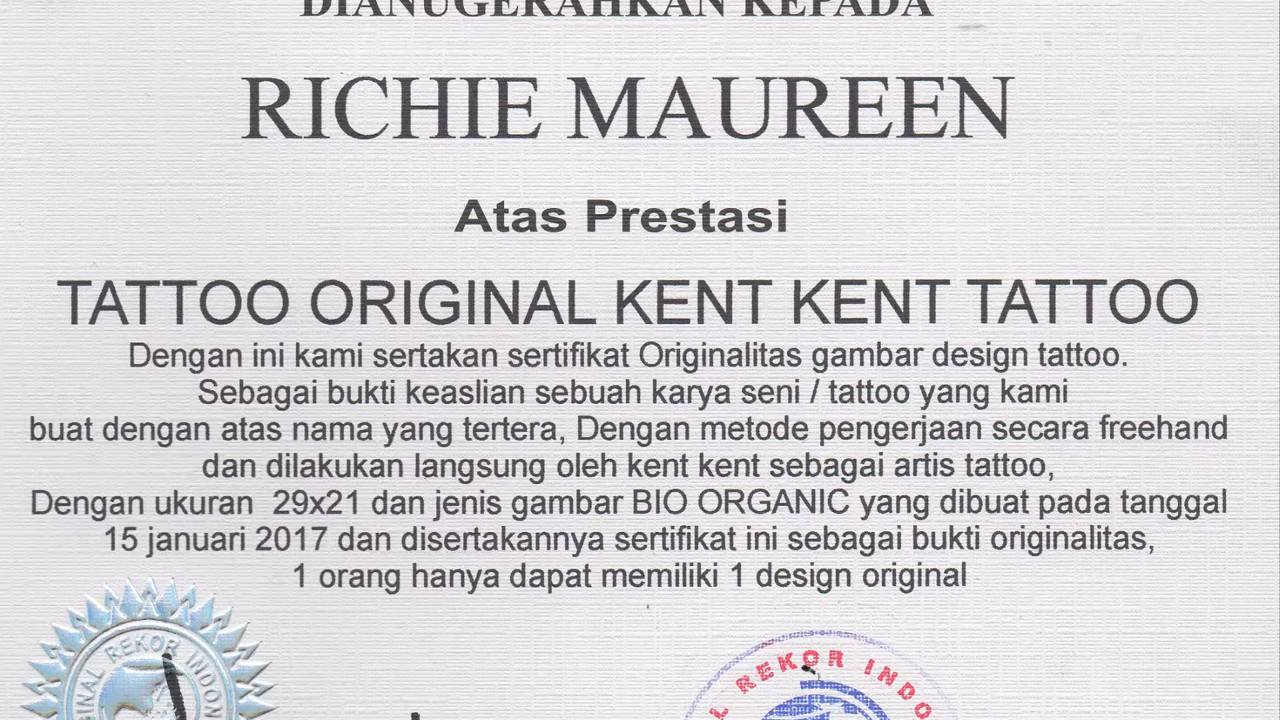 DIANUGERAHKAN KEPADA
RICHIE MAUREEN
Atas Prestasi
TATTOO ORIGINAL KENT KENT TATTOO
Dengan ini kami sertakan sertifikat Originalitas gambar design tattoo.
Sebagai bukti keaslian sebuah karya seni / tattoo yang kami
buat dengan atas nama yang tertera, Dengan metode pengerjaan secara freehand
dan dilakukan langsung oleh kent kent sebagai artis tattoo,
Dengan ukuran 29x21 dan jenis gambar BIO ORGANIC yang dibuat pada tanggal
15 januari 2017 dan disertakannya sertifikat ini sebagai bukti originalitas,
1 orang hanya dapat memiliki 1 design original
REKOR INDON
L REKOR INDO